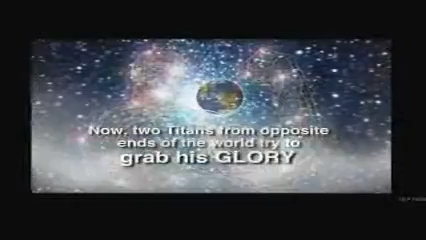 Now, two Titans from opposite
ends of the world try to
grab his GLORY